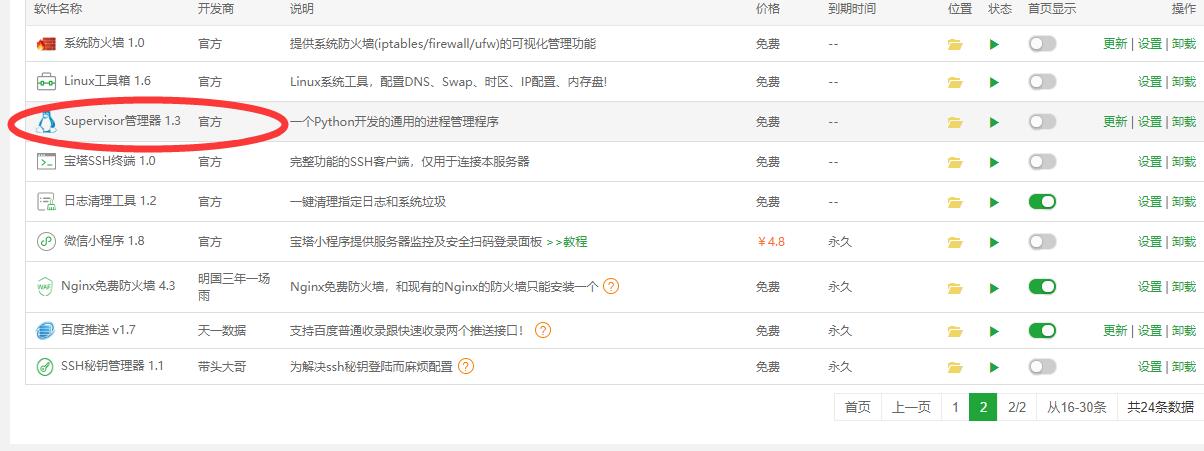 软件名称 开发商 说明 价格 到期时间 位置 状态 首页显示 操作
系统防火墙 1.0 官方 提供系统防火墙(iptables/firewall/ufw)的可视化管理功能 免费 -- 更新 | 设置 | 卸载
Linux工具箱 1.6 官方 Linux系统工具，配置DNS、Swap、时区、IP配置、内存盘! 免费 -- 设置 | 卸载
Supervisor管理器 1.3 官方 一个Python开发的通用的进程管理程序 免费 -- 更新 | 设置 | 卸载
宝塔SSH终端 1.0 官方 完整功能的SSH客户端，仅用于连接本服务器 免费 -- 设置 | 卸载
日志清理工具 1.2 官方 一键清理指定日志和系统垃圾 免费 -- 设置 | 卸载
微信小程序 1.8 官方 宝塔小程序提供服务器监控及安全扫码登录面板 >>教程 ￥4.8 永久 设置 | 卸载
WAF Nginx免费防火墙 4.3 明国三年一场雨 Nginx免费防火墙，和现有的Nginx的防火墙只能安装一个 ? 免费 永久 设置 | 卸载
百度推送 v1.7 天一数据 支持百度普通收录跟快速收录两个推送接口！ ? 免费 永久 更新 | 设置 | 卸载
SSH秘钥管理器 1.1 带头大哥 为解决ssh秘钥登陆而麻烦配置 ? 免费 永久 设置 | 卸载
首页 上一页 1 2 2/2 从16-30条 共24条数据